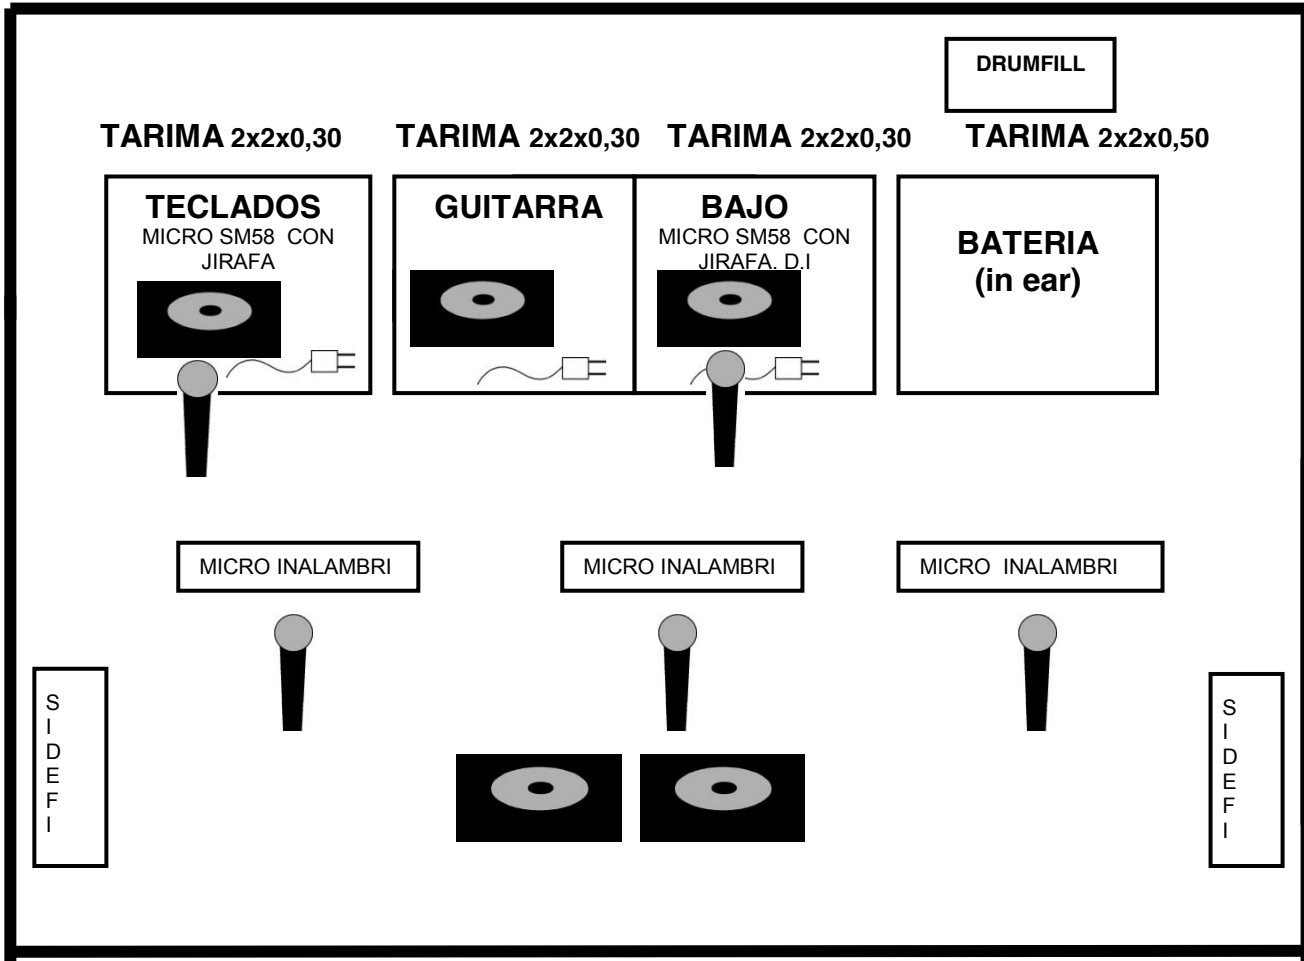 DRUMFILL
TARIMA 2x2x0,30
TARIMA 2x2x0,30
TARIMA 2x2x0,30
TARIMA 2x2x0,50
TECLADOS
MICRO SM58 CON
JIRAFA
GUITARRA
BAJO
MICRO SM58 CON
JIRAFA. D.I
BATERIA
(in ear)
MICRO INALAMBRI
MICRO INALAMBRI
MICRO INALAMBRI
S
I
D
E
F
I
S
I
D
E
F
I